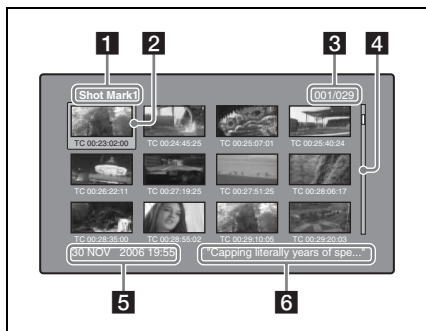 1 2 3 4
Shot Mark1 001/029
TC 00:23:02:00 TC 00:24:45:25 TC 00:25:07:01 TC 00:25:40:24
TC 00:26:22:11 TC 00:27:19:25 TC 00:27:51:25 TC 00:28:06:17
TC 00:28:35:00 TC 00:28:55:02 TC 00:29:10:05 TC 00:29:20:03
30 NOV 2006 19:55 "Capping literally years of spe..."
5 6